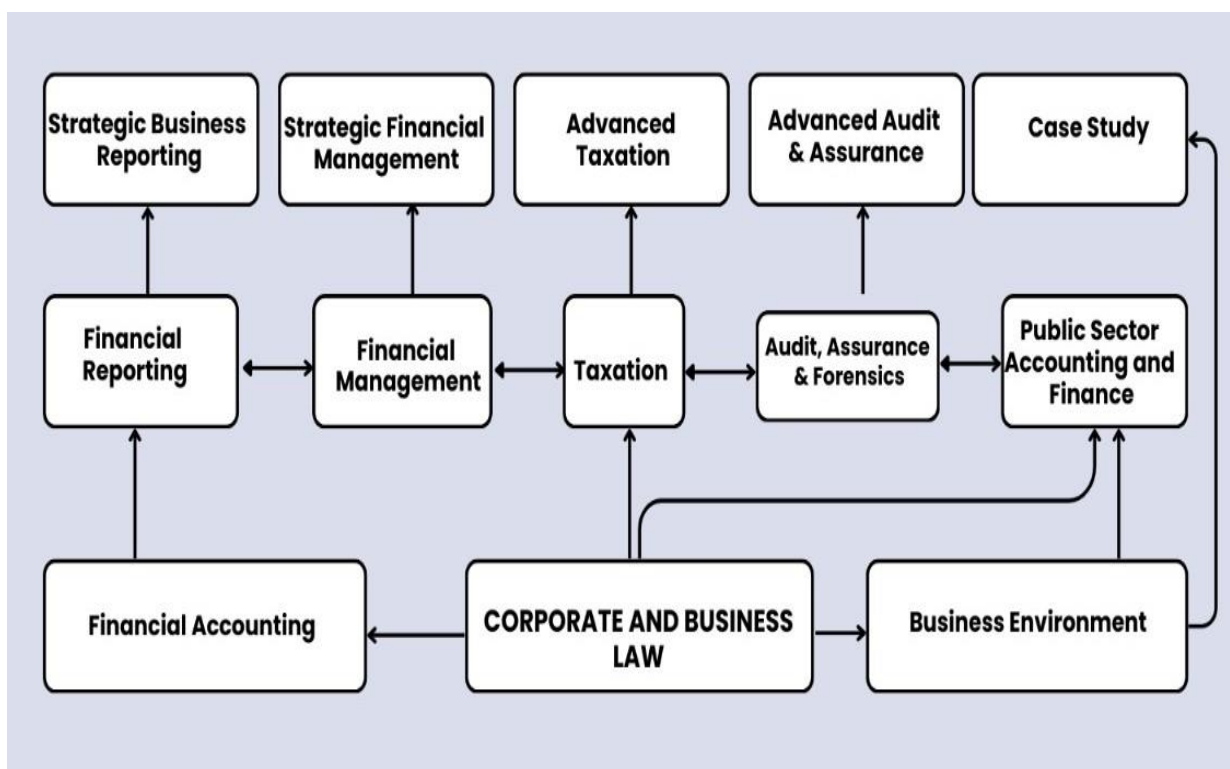 Strategic Business
Reporting
Strategic Financial
Management
Advanced
Taxation
Advanced Audit
& Assurance
Case Study
Financial
Reporting
Financial
Management
Taxation
Audit, Assurance
& Forensics
Public Sector
Accounting and
Finance
Financial Accounting
CORPORATE AND BUSINESS
LAW
Business Environment